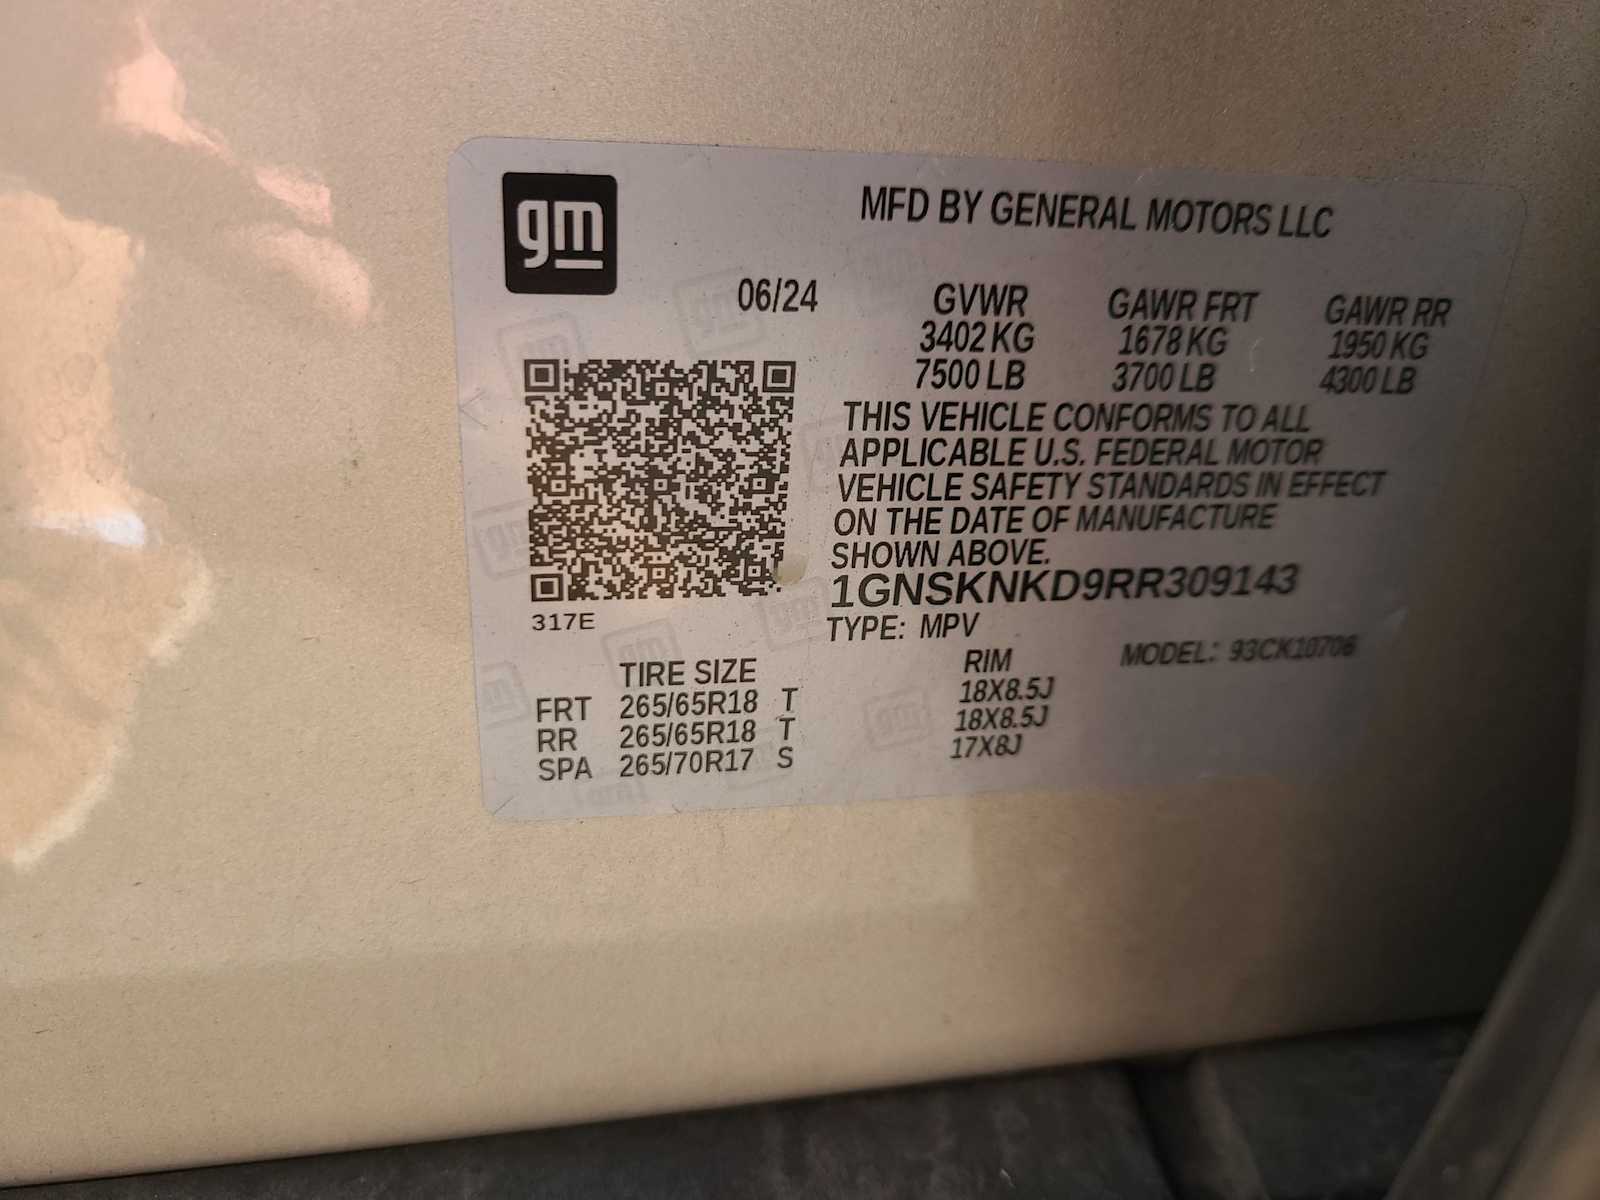 gm
MFD BY GENERAL MOTORS LLC
06/24 GVWR GAWR FRT GAWR RR
3402 KG 1678 KG 1950 KG
7500 LB 3700 LB 4300 LB
THIS VEHICLE CONFORMS TO ALL
APPLICABLE U.S. FEDERAL MOTOR
VEHICLE SAFETY STANDARDS IN EFFECT
ON THE DATE OF MANUFACTURE
SHOWN ABOVE.
1GNSKNKD9RR309143
317E
TYPE: MPV MODEL: 93CK10706
TIRE SIZE RIM
FRT 265/65R18 T 18X8.5J
RR 265/65R18 T 18X8.5J
SPA 265/70R17 S 17X8J